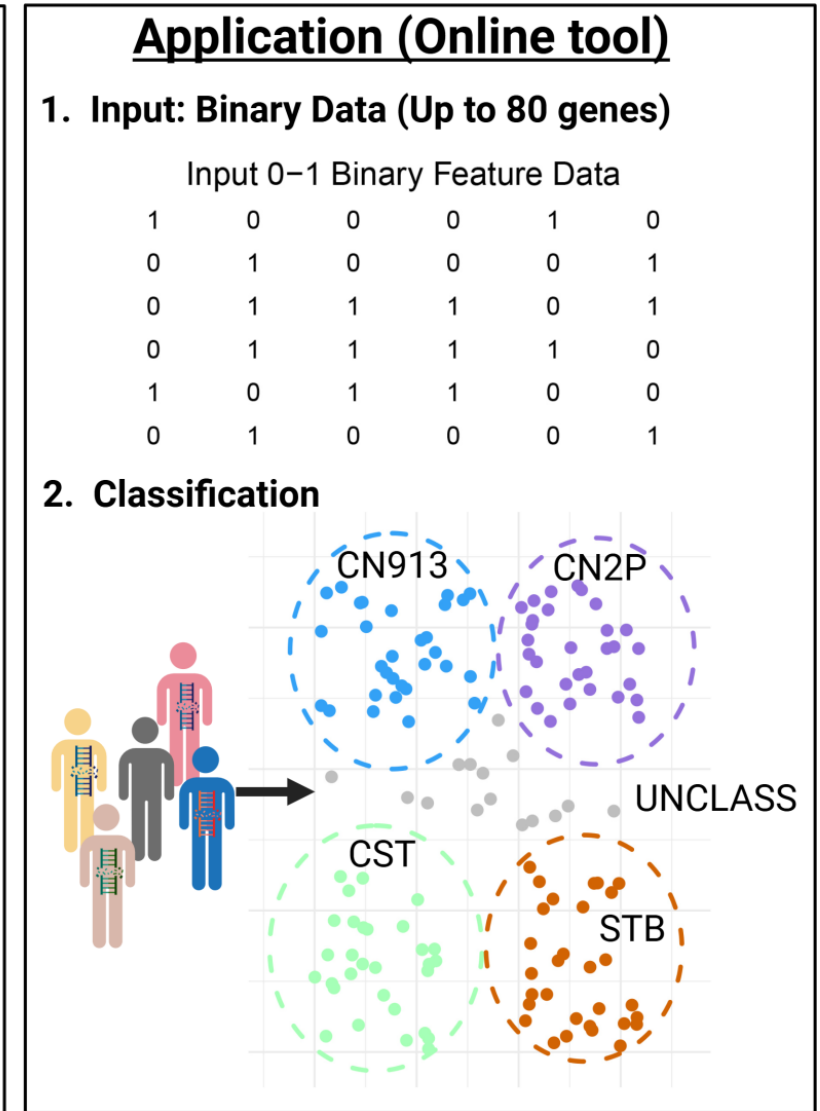 Application (Online tool)
1. Input: Binary Data (Up to 80 genes)
Input 0−1 Binary Feature Data
1 0 0 0 1 0
0 1 0 0 0 1
0 1 1 1 0 1
0 1 1 1 1 0
1 0 1 1 0 0
0 1 0 0 0 1
2. Classification
CN913
CN2P
UNCLASS
CST
STB